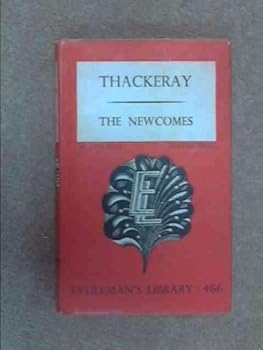 THACKERAY
THE NEWCOMES
EL
EVERYMAN'S LIBRARY · 466